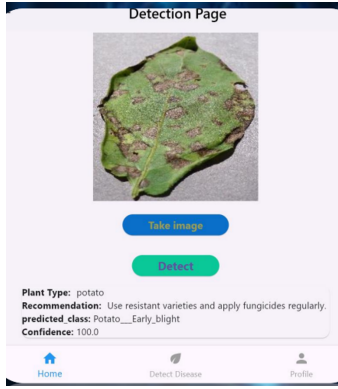 Detection Page
Take image
Detect
Plant Type: potato
Recommendation: Use resistant varieties and apply fungicides regularly.
predicted_class: Potato___Early_blight
Confidence: 100.0
Home Detect Disease Profile